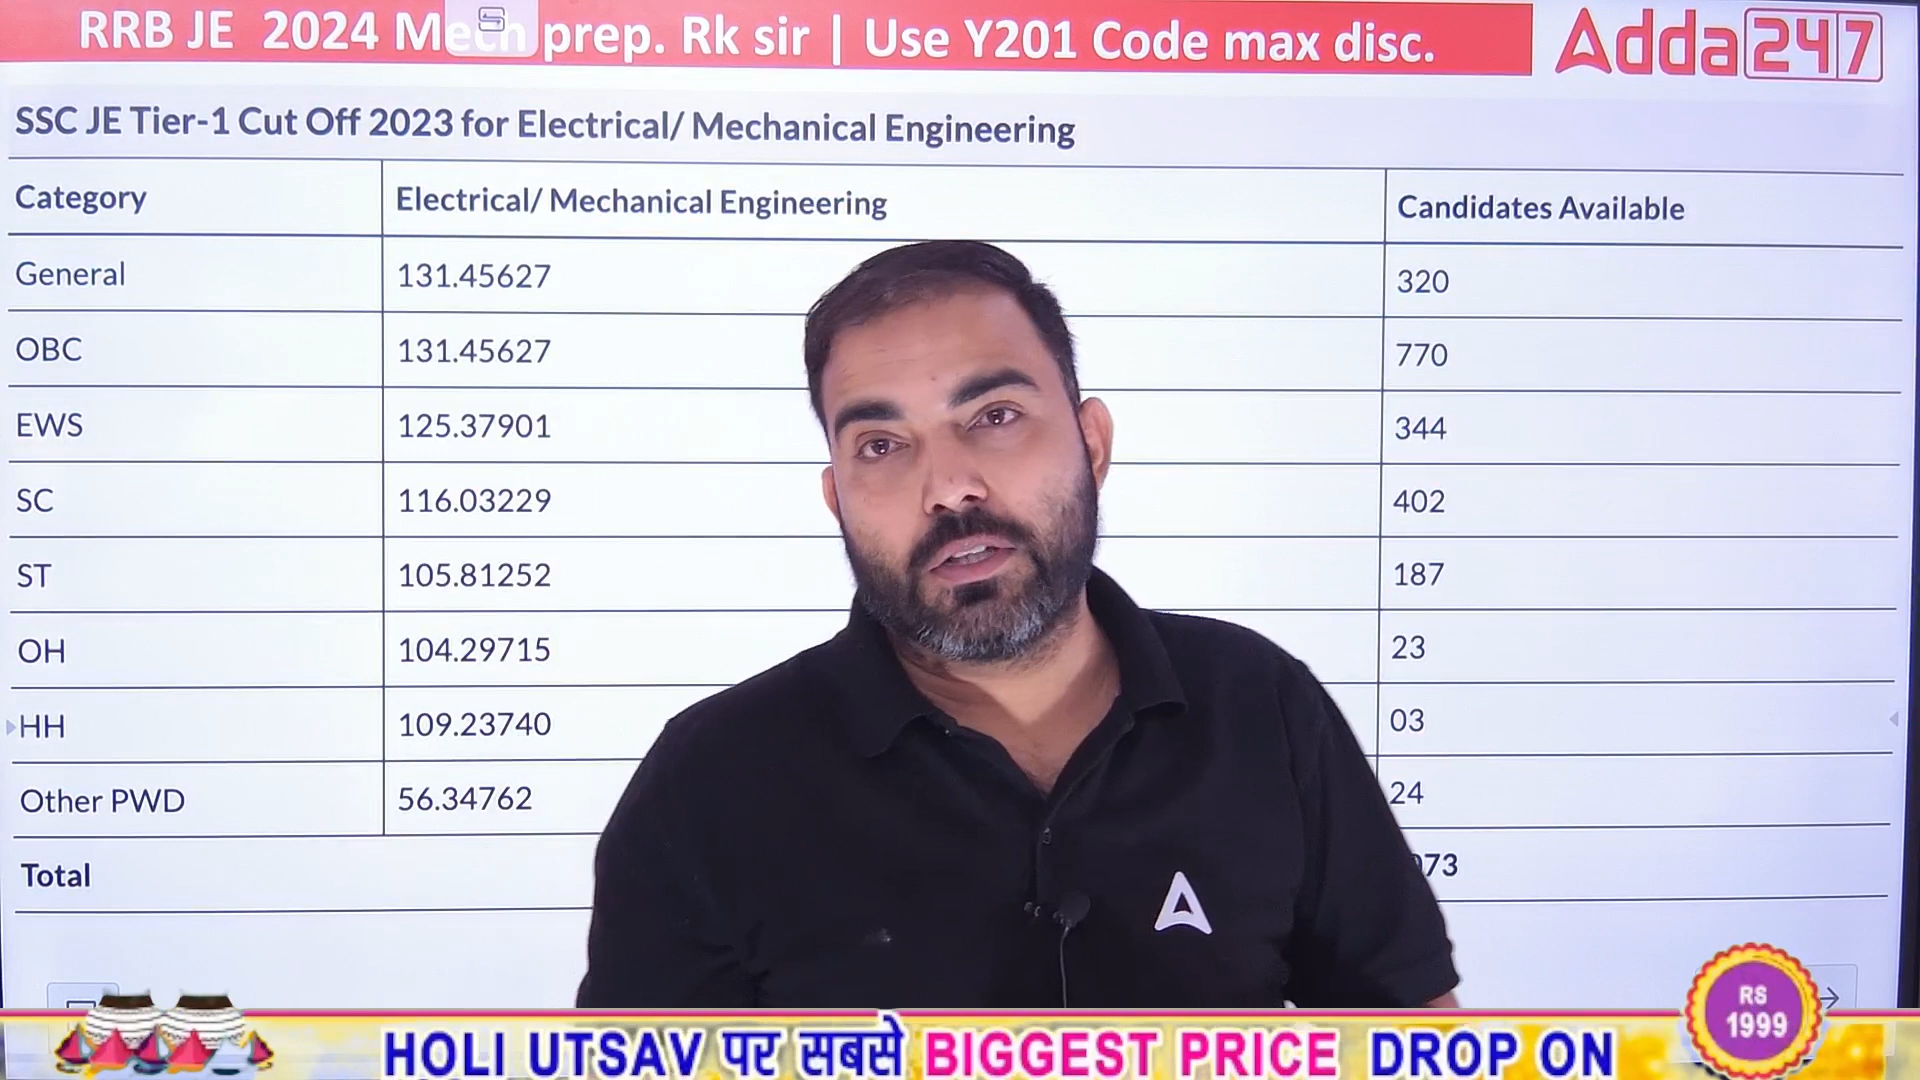 RRB JE 2024 Mech prep. Rk sir | Use Y201 Code max disc.
Adda247
SSC JE Tier-1 Cut Off 2023 for Electrical/ Mechanical Engineering
Category Electrical/ Mechanical Engineering Candidates Available
General 131.45627 320
OBC 131.45627 770
EWS 125.37901 344
SC 116.03229 402
ST 105.81252 187
OH 104.29715 23
HH 109.23740 03
Other PWD 56.34762 24
Total 73
RS
1999
HOLI UTSAV पर सबसे BIGGEST PRICE DROP ON